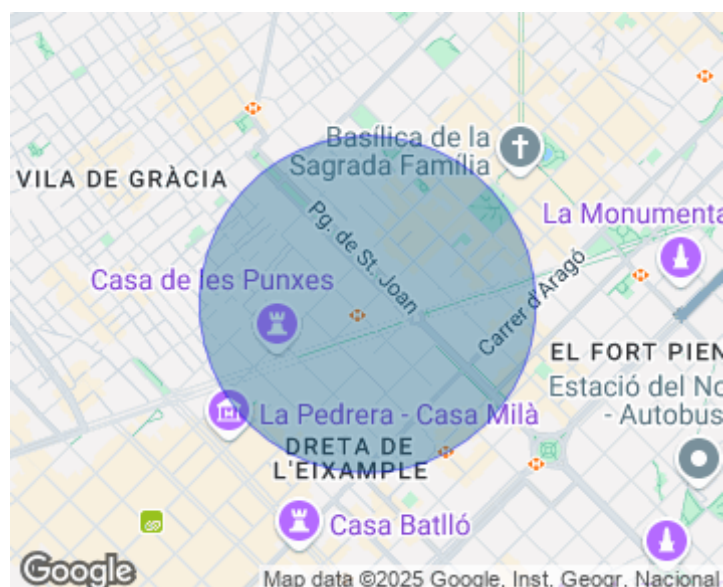 Basílica de la
Sagrada Família
VILA DE GRÀCIA
Pg. de St. Joan
La Monumenta
Casa de les Punxes
Carrer d'Aragó
EL FORT PIEN
Estació del No
- Autobus
La Pedrera - Casa Milà
DRETA DE
L'EIXAMPLE
Casa Batlló
Google
Map data ©2025 Google, Inst. Geogr. Nacional